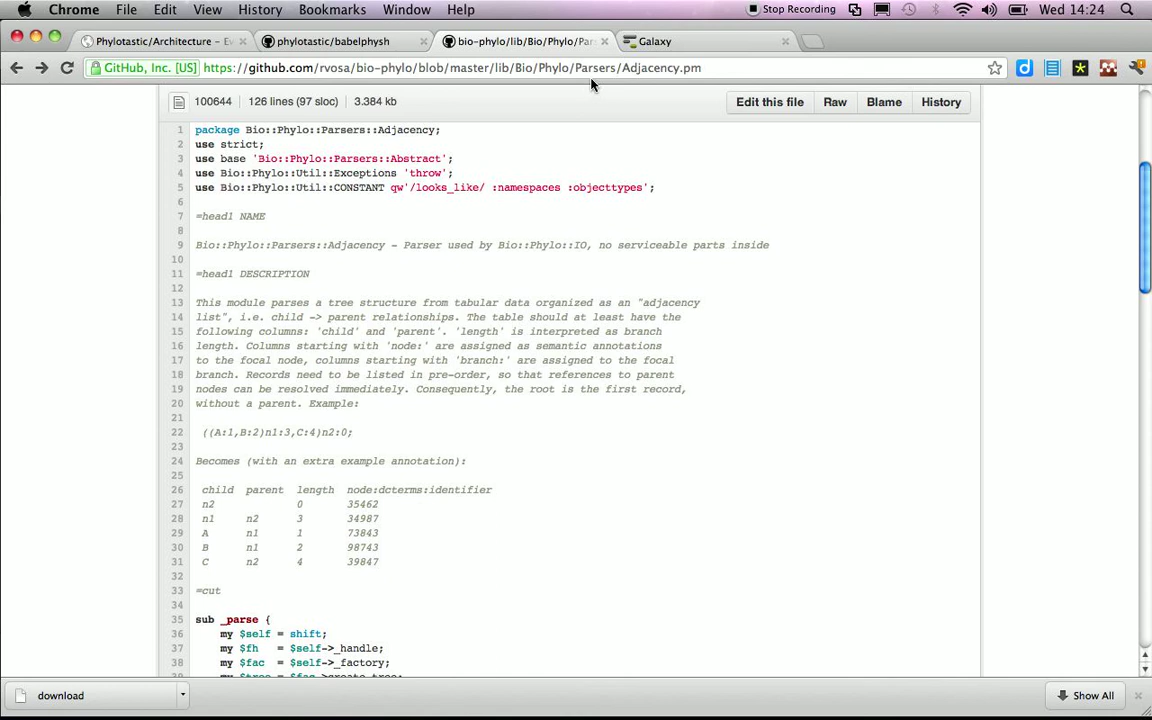 Chrome File Edit View History Bookmarks Window Help Stop Recording Wed 14:24
Phylotastic/Architecture - Ev phylotastic/babelphysh bio-phylo/lib/Bio/Phylo/Par Galaxy
GitHub, Inc. [US] https://github.com/rvosa/bio-phylo/blob/master/lib/Bio/Phylo/Parsers/Adjacency.pm
100644 126 lines (97 sloc) 3.384 kb Edit this file Raw Blame History
1 package Bio::Phylo::Parsers::Adjacency;
2 use strict;
3 use base 'Bio::Phylo::Parsers::Abstract';
4 use Bio::Phylo::Util::Exceptions 'throw';
5 use Bio::Phylo::Util::CONSTANT qw'/looks_like/ :namespaces :objecttypes';
6
7 =head1 NAME
8
9 Bio::Phylo::Parsers::Adjacency - Parser used by Bio::Phylo::IO, no serviceable parts inside
10
11 =head1 DESCRIPTION
12
13 This module parses a tree structure from tabular data organized as an "adjacency
14 list", i.e. child -> parent relationships. The table should at least have the
15 following columns: 'child' and 'parent'. 'length' is interpreted as branch
16 length. Columns starting with 'node:' are assigned as semantic annotations
17 to the focal node, columns starting with 'branch:' are assigned to the focal
18 branch. Records need to be listed in pre-order, so that references to parent
19 nodes can be resolved immediately. Consequently, the root is the first record,
20 without a parent. Example:
21
22 ((A:1,B:2)n1:3,C:4)n2:0;
23
24 Becomes (with an extra example annotation):
25
26 child parent length node:dcterms:identifier
27 n2 0 35462
28 n1 n2 3 34987
29 A n1 1 73843
30 B n1 2 98743
31 C n2 4 39847
32
33 =cut
34
35 sub _parse {
36 my $self = shift;
37 my $fh = $self->_handle;
38 my $fac = $self->_factory;
39 my $tree = $fac->create_tree;
download Show All